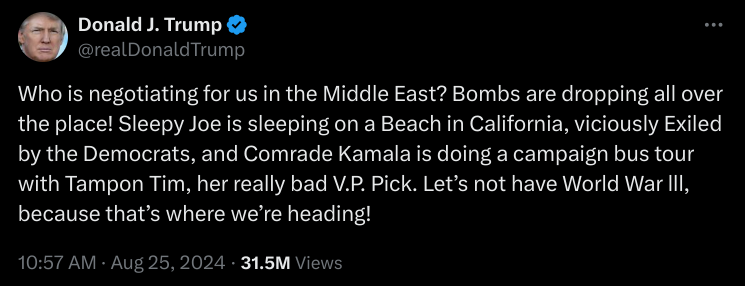 Donald J. Trump
@realDonaldTrump
Who is negotiating for us in the Middle East? Bombs are dropping all over
the place! Sleepy Joe is sleeping on a Beach in California, viciously Exiled
by the Democrats, and Comrade Kamala is doing a campaign bus tour
with Tampon Tim, her really bad V.P. Pick. Let’s not have World War lll,
because that’s where we’re heading!
10:57 AM · Aug 25, 2024 · 31.5M Views